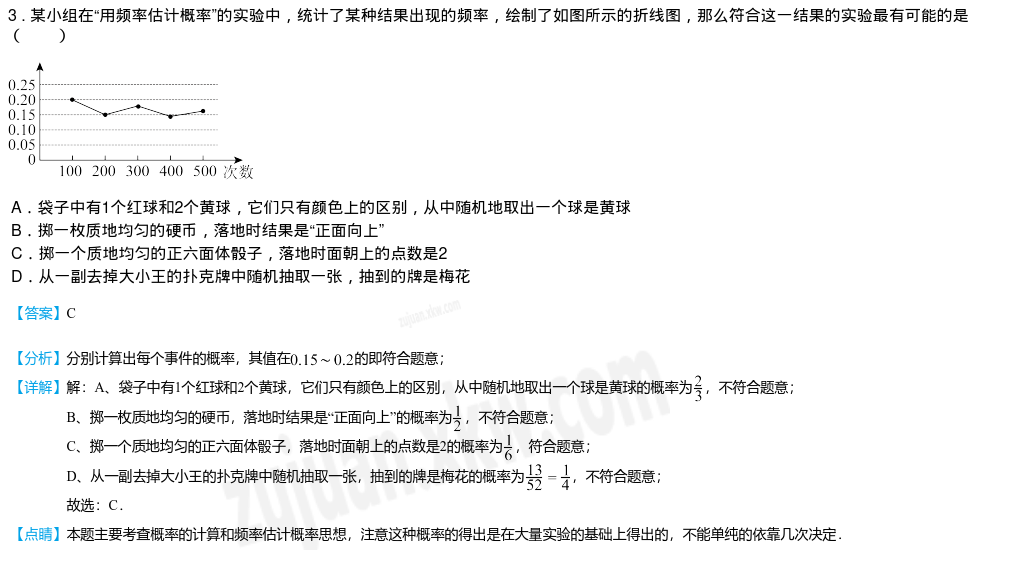 3．某小组在“用频率估计概率”的实验中，统计了某种结果出现的频率，绘制了如图所示的折线图，那么符合这一结果的实验最有可能的是
（　　）
0.25
0.20
0.15
0.10
0.05
0
100 200 300 400 500 次数
A．袋子中有1个红球和2个黄球，它们只有颜色上的区别，从中随机地取出一个球是黄球
B．掷一枚质地均匀的硬币，落地时结果是“正面向上”
C．掷一个质地均匀的正六面体骰子，落地时面朝上的点数是2
D．从一副去掉大小王的扑克牌中随机抽取一张，抽到的牌是梅花
【答案】C
zujuan.xkw.com
【分析】分别计算出每个事件的概率，其值在0.15～0.2的即符合题意；
【详解】解：A、袋子中有1个红球和2个黄球，它们只有颜色上的区别，从中随机地取出一个球是黄球的概率为2/3，不符合题意；
B、掷一枚质地均匀的硬币，落地时结果是“正面向上”的概率为1/2，不符合题意；
C、掷一个质地均匀的正六面体骰子，落地时面朝上的点数是2的概率为1/6，符合题意；
D、从一副去掉大小王的扑克牌中随机抽取一张，抽到的牌是梅花的概率为13/52=1/4，不符合题意；
故选：C．
【点睛】本题主要考查概率的计算和频率估计概率思想，注意这种概率的得出是在大量实验的基础上得出的，不能单纯的依靠几次决定．
zujuan.xkw.com